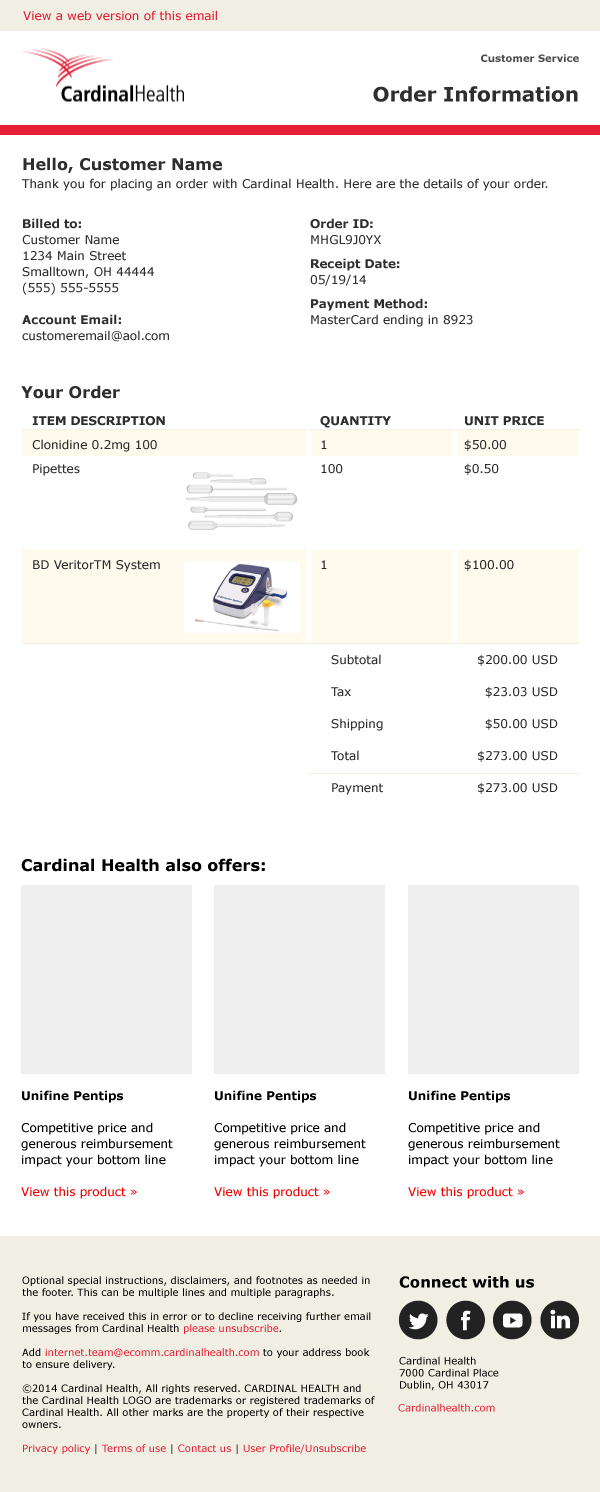 View a web version of this email
CardinalHealth
Customer Service
Order Information
Hello, Customer Name
Thank you for placing an order with Cardinal Health. Here are the details of your order.
Billed to:
Customer Name
1234 Main Street
Smalltown, OH 44444
(555) 555-5555
Account Email:
customeremail@aol.com
Order ID:
MHGL9J0YX
Receipt Date:
05/19/14
Payment Method:
MasterCard ending in 8923
Your Order
ITEM DESCRIPTION QUANTITY UNIT PRICE
Clonidine 0.2mg 100 1 $50.00
Pipettes 100 $0.50
BD VeritorTM System 1 $100.00
Subtotal $200.00 USD
Tax $23.03 USD
Shipping $50.00 USD
Total $273.00 USD
Payment $273.00 USD
Cardinal Health also offers:
Unifine Pentips
Competitive price and
generous reimbursement
impact your bottom line
View this product »
Unifine Pentips
Competitive price and
generous reimbursement
impact your bottom line
View this product »
Unifine Pentips
Competitive price and
generous reimbursement
impact your bottom line
View this product »
Optional special instructions, disclaimers, and footnotes as needed in
the footer. This can be multiple lines and multiple paragraphs.
If you have received this in error or to decline receiving further email
messages from Cardinal Health please unsubscribe.
Add internet.team@ecomm.cardinalhealth.com to your address book
to ensure delivery.
©2014 Cardinal Health, All rights reserved. CARDINAL HEALTH and
the Cardinal Health LOGO are trademarks or registered trademarks of
Cardinal Health. All other marks are the property of their respective
owners.
Privacy policy | Terms of use | Contact us | User Profile/Unsubscribe
Connect with us
Cardinal Health
7000 Cardinal Place
Dublin, OH 43017
Cardinalhealth.com